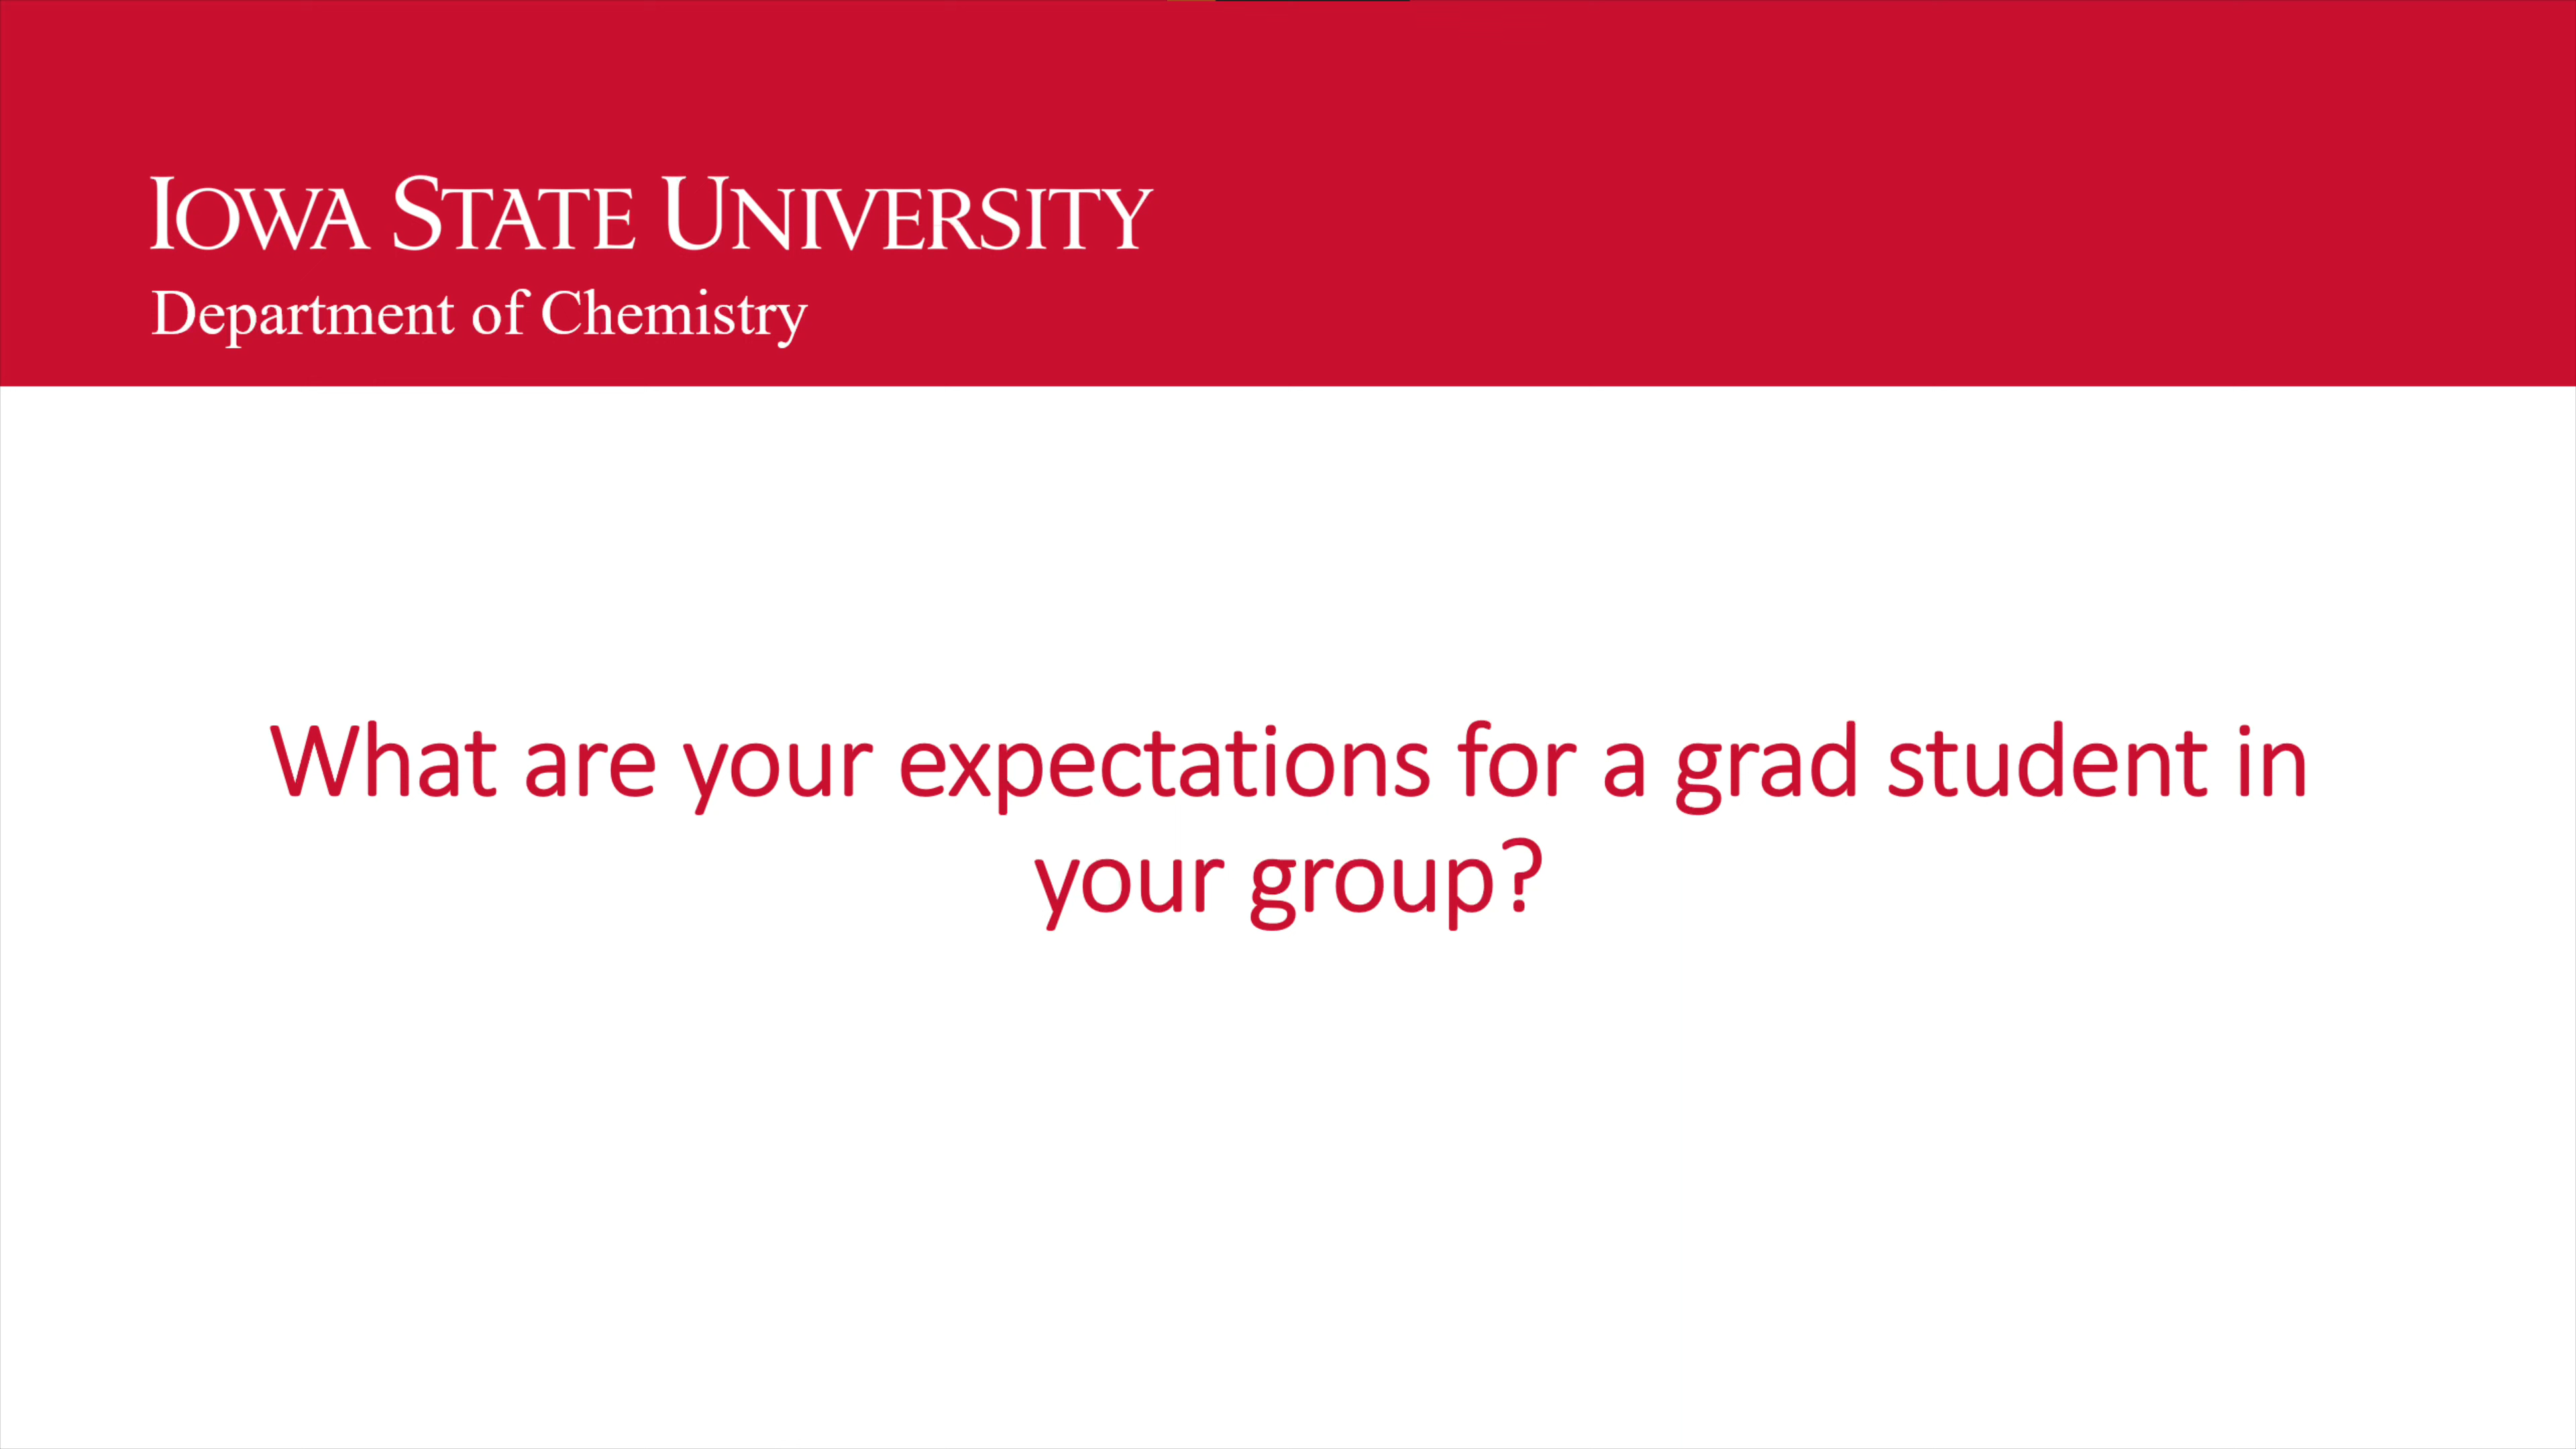 IOWA STATE UNIVERSITY
Department of Chemistry
What are your expectations for a grad student in
your group?